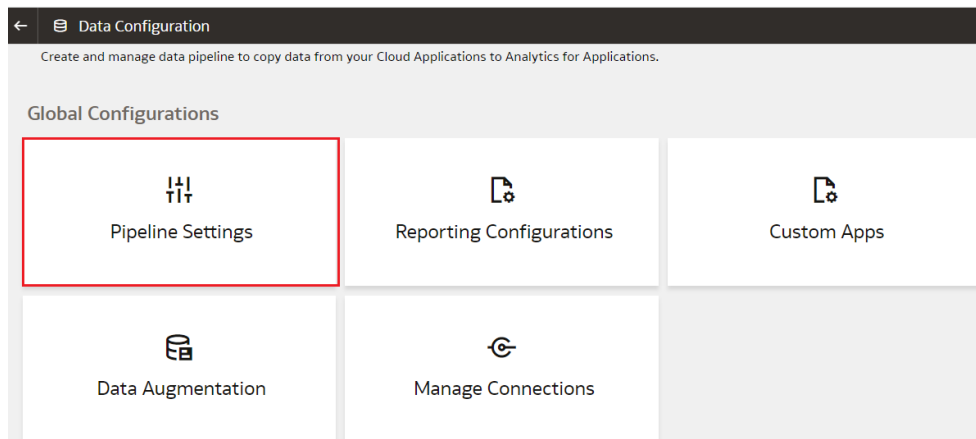 Data Configuration
Create and manage data pipeline to copy data from your Cloud Applications to Analytics for Applications.
Global Configurations
Pipeline Settings
Reporting Configurations
Custom Apps
Data Augmentation
Manage Connections